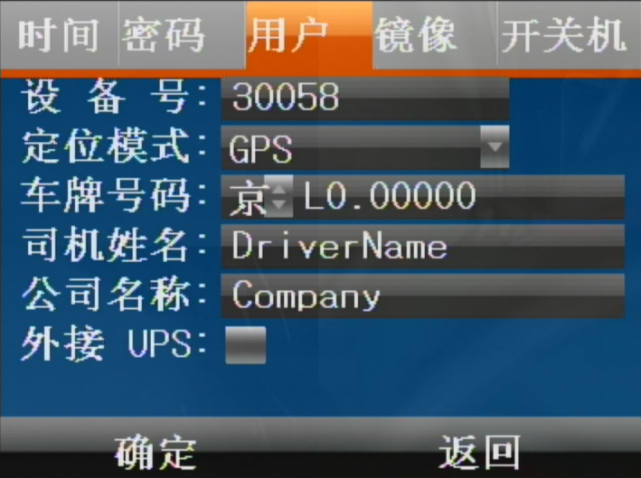 时间 密码 用户 镜像 开关机
设 备 号: 30058
定位模式: GPS
车牌号码: 京 L0.00000
司机姓名: DriverName
公司名称: Company
外接 UPS:
确定 返回